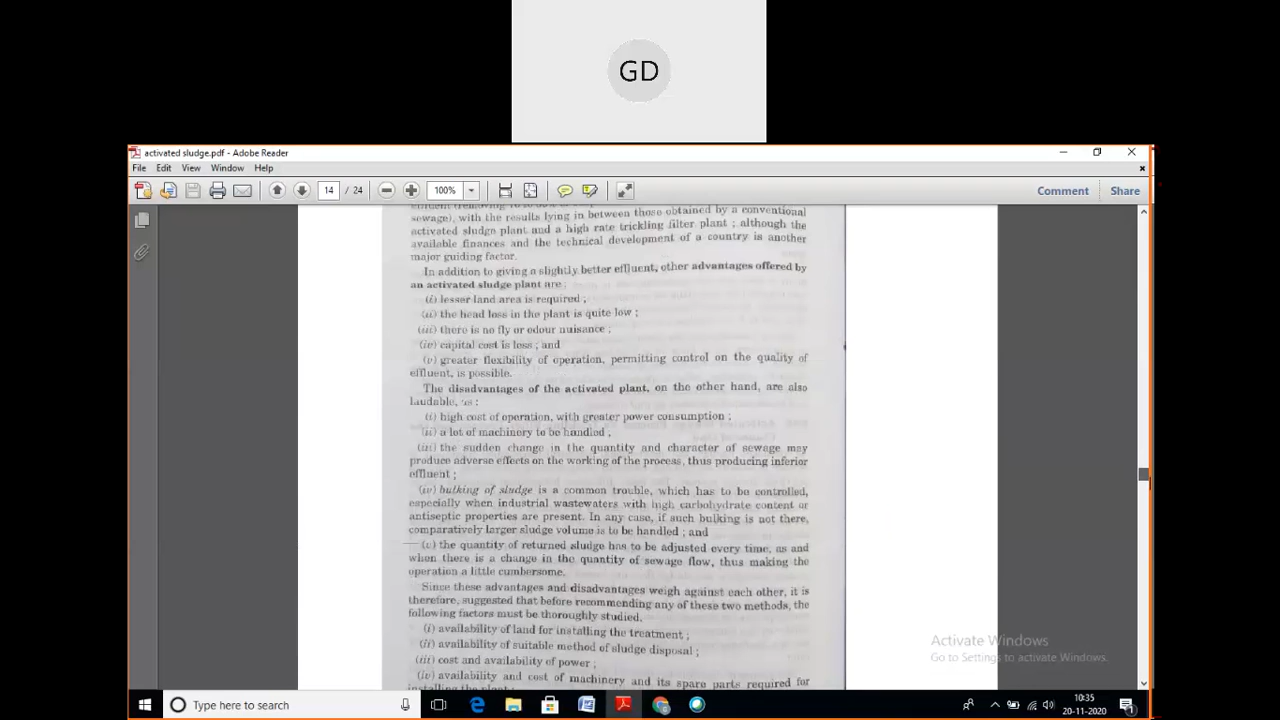 GD
activated sludge.pdf - Adobe Reader
File Edit View Window Help
14 / 24 100% Comment Share
sewage), with the results lying in between those obtained by a conventional
activated sludge plant and a high rate trickling filter plant ; although the
available finances and the technical development of a country is another
major guiding factor.
In addition to giving a slightly better effluent, other advantages offered by
an activated sludge plant are :
(i) lesser land area is required ;
(ii) the head loss in the plant is quite low ;
(iii) there is no fly or odour nuisance ;
(iv) capital cost is less ; and
(v) greater flexibility of operation, permitting control on the quality of
effluent, is possible.
The disadvantages of the activated plant, on the other hand, are also
laudable, as :
(i) high cost of operation, with greater power consumption ;
(ii) a lot of machinery to be handled ;
(iii) the sudden change in the quantity and character of sewage may
produce adverse effects on the working of the process, thus producing inferior
effluent ;
(iv) bulking of sludge is a common trouble, which has to be controlled,
especially when industrial wastewaters with high carbohydrate content or
antiseptic properties are present. In any case, if such bulking is not there,
comparatively larger sludge volume is to be handled ; and
(v) the quantity of returned sludge has to be adjusted every time, as and
when there is a change in the quantity of sewage flow, thus making the
operation a little cumbersome.
Since these advantages and disadvantages weigh against each other, it is
therefore, suggested that before recommending any of these two methods, the
following factors must be thoroughly studied.
(i) availability of land for installing the treatment ;
(ii) availability of suitable method of sludge disposal ;
(iii) cost and availability of power ;
(iv) availability and cost of machinery and its spare parts required for
installing the plant ;
Activate Windows
Go to Settings to activate Windows.
Type here to search
10:35
20-11-2020